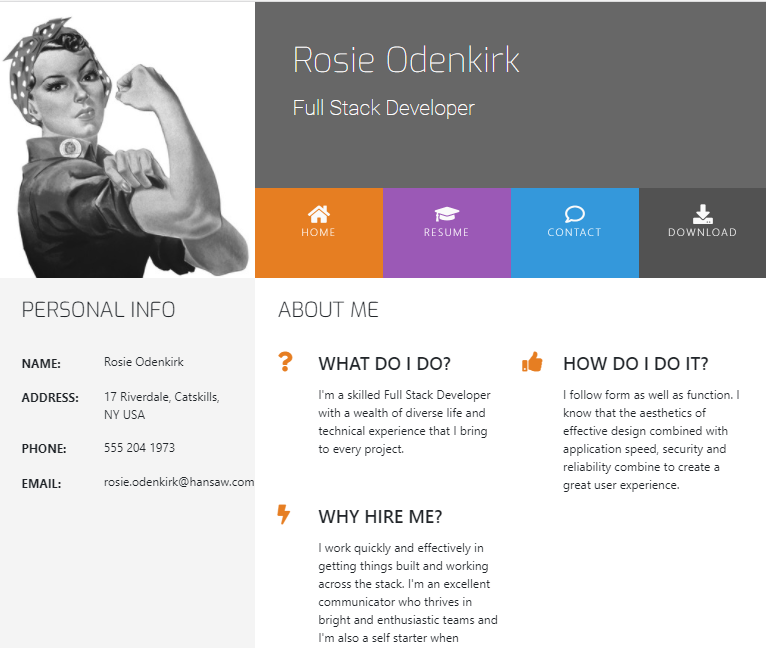 Rosie Odenkirk
Full Stack Developer
HOME
RESUME
CONTACT
DOWNLOAD
PERSONAL INFO
NAME: Rosie Odenkirk
ADDRESS: 17 Riverdale, Catskills,
NY USA
PHONE: 555 204 1973
EMAIL: rosie.odenkirk@hansaw.com
ABOUT ME
WHAT DO I DO?
I'm a skilled Full Stack Developer
with a wealth of diverse life and
technical experience that I bring
to every project.
HOW DO I DO IT?
I follow form as well as function. I
know that the aesthetics of
effective design combined with
application speed, security and
reliability combine to create a
great user experience.
WHY HIRE ME?
I work quickly and effectively in
getting things built and working
across the stack. I'm an excellent
communicator who thrives in
bright and enthusiastic teams and
I'm also a self starter when